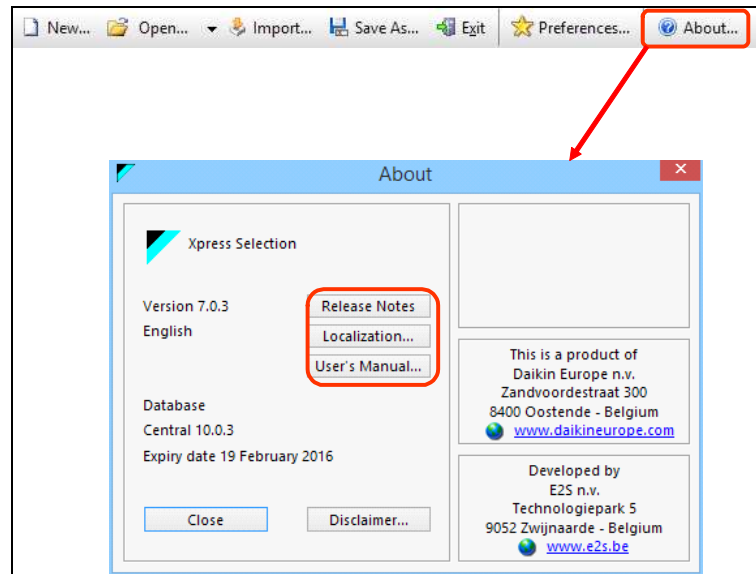 New... Open... Import... Save As... Exit Preferences... About...
About
Xpress Selection
Version 7.0.3
English
Release Notes
Localization...
User's Manual...
Database
Central 10.0.3
Expiry date 19 February 2016
Close
Disclaimer...
This is a product of
Daikin Europe n.v.
Zandvoordestraat 300
8400 Oostende - Belgium
www.daikineurope.com
Developed by
E2S n.v.
Technologiepark 5
9052 Zwijnaarde - Belgium
www.e2s.be